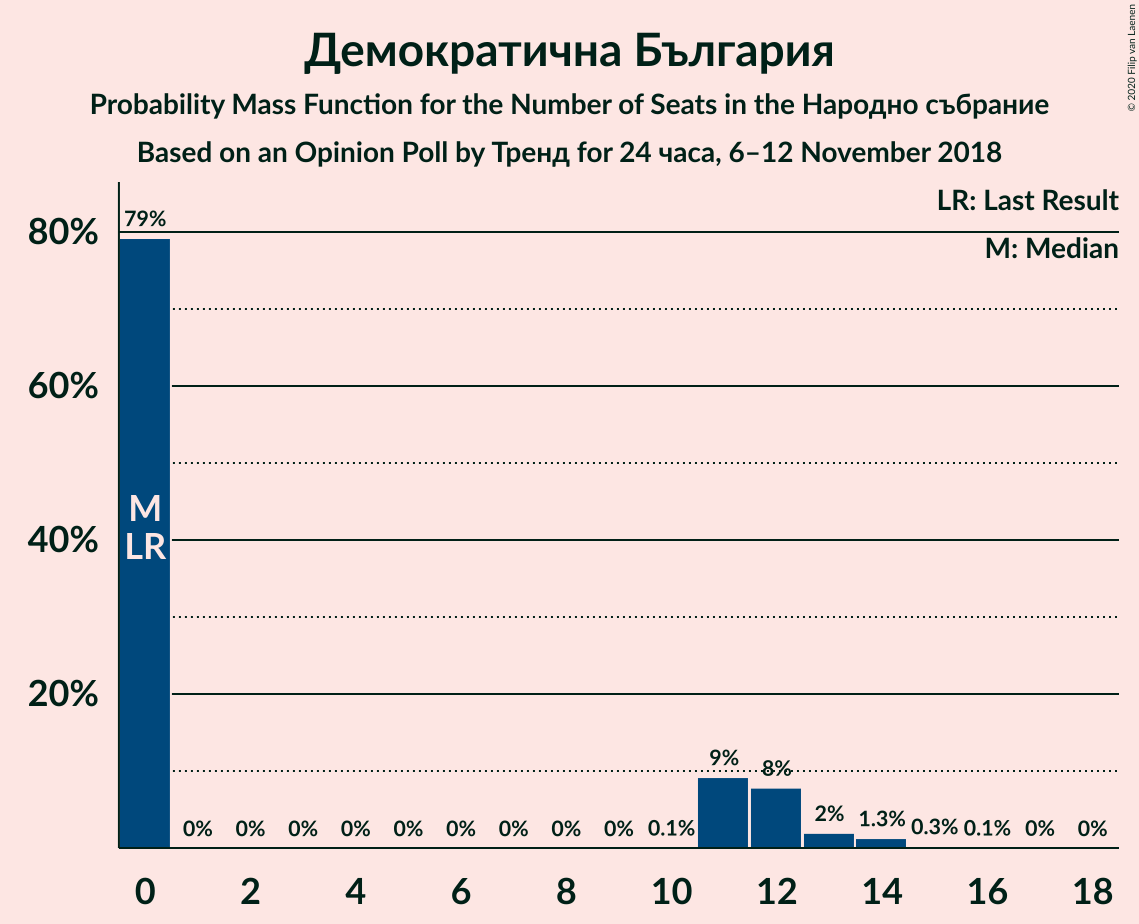 Демократична България
Probability Mass Function for the Number of Seats in the Народно събрание
Based on an Opinion Poll by Тренд for 24 часа, 6–12 November 2018
© 2020 Filip van Laenen
LR: Last Result
M: Median
80%
60%
40%
20%
79%
M
LR
0%
0%
0%
0%
0%
0%
0%
0%
0%
0.1%
9%
8%
2%
1.3%
0.3%
0.1%
0%
0%
0 2 4 6 8 10 12 14 16 18